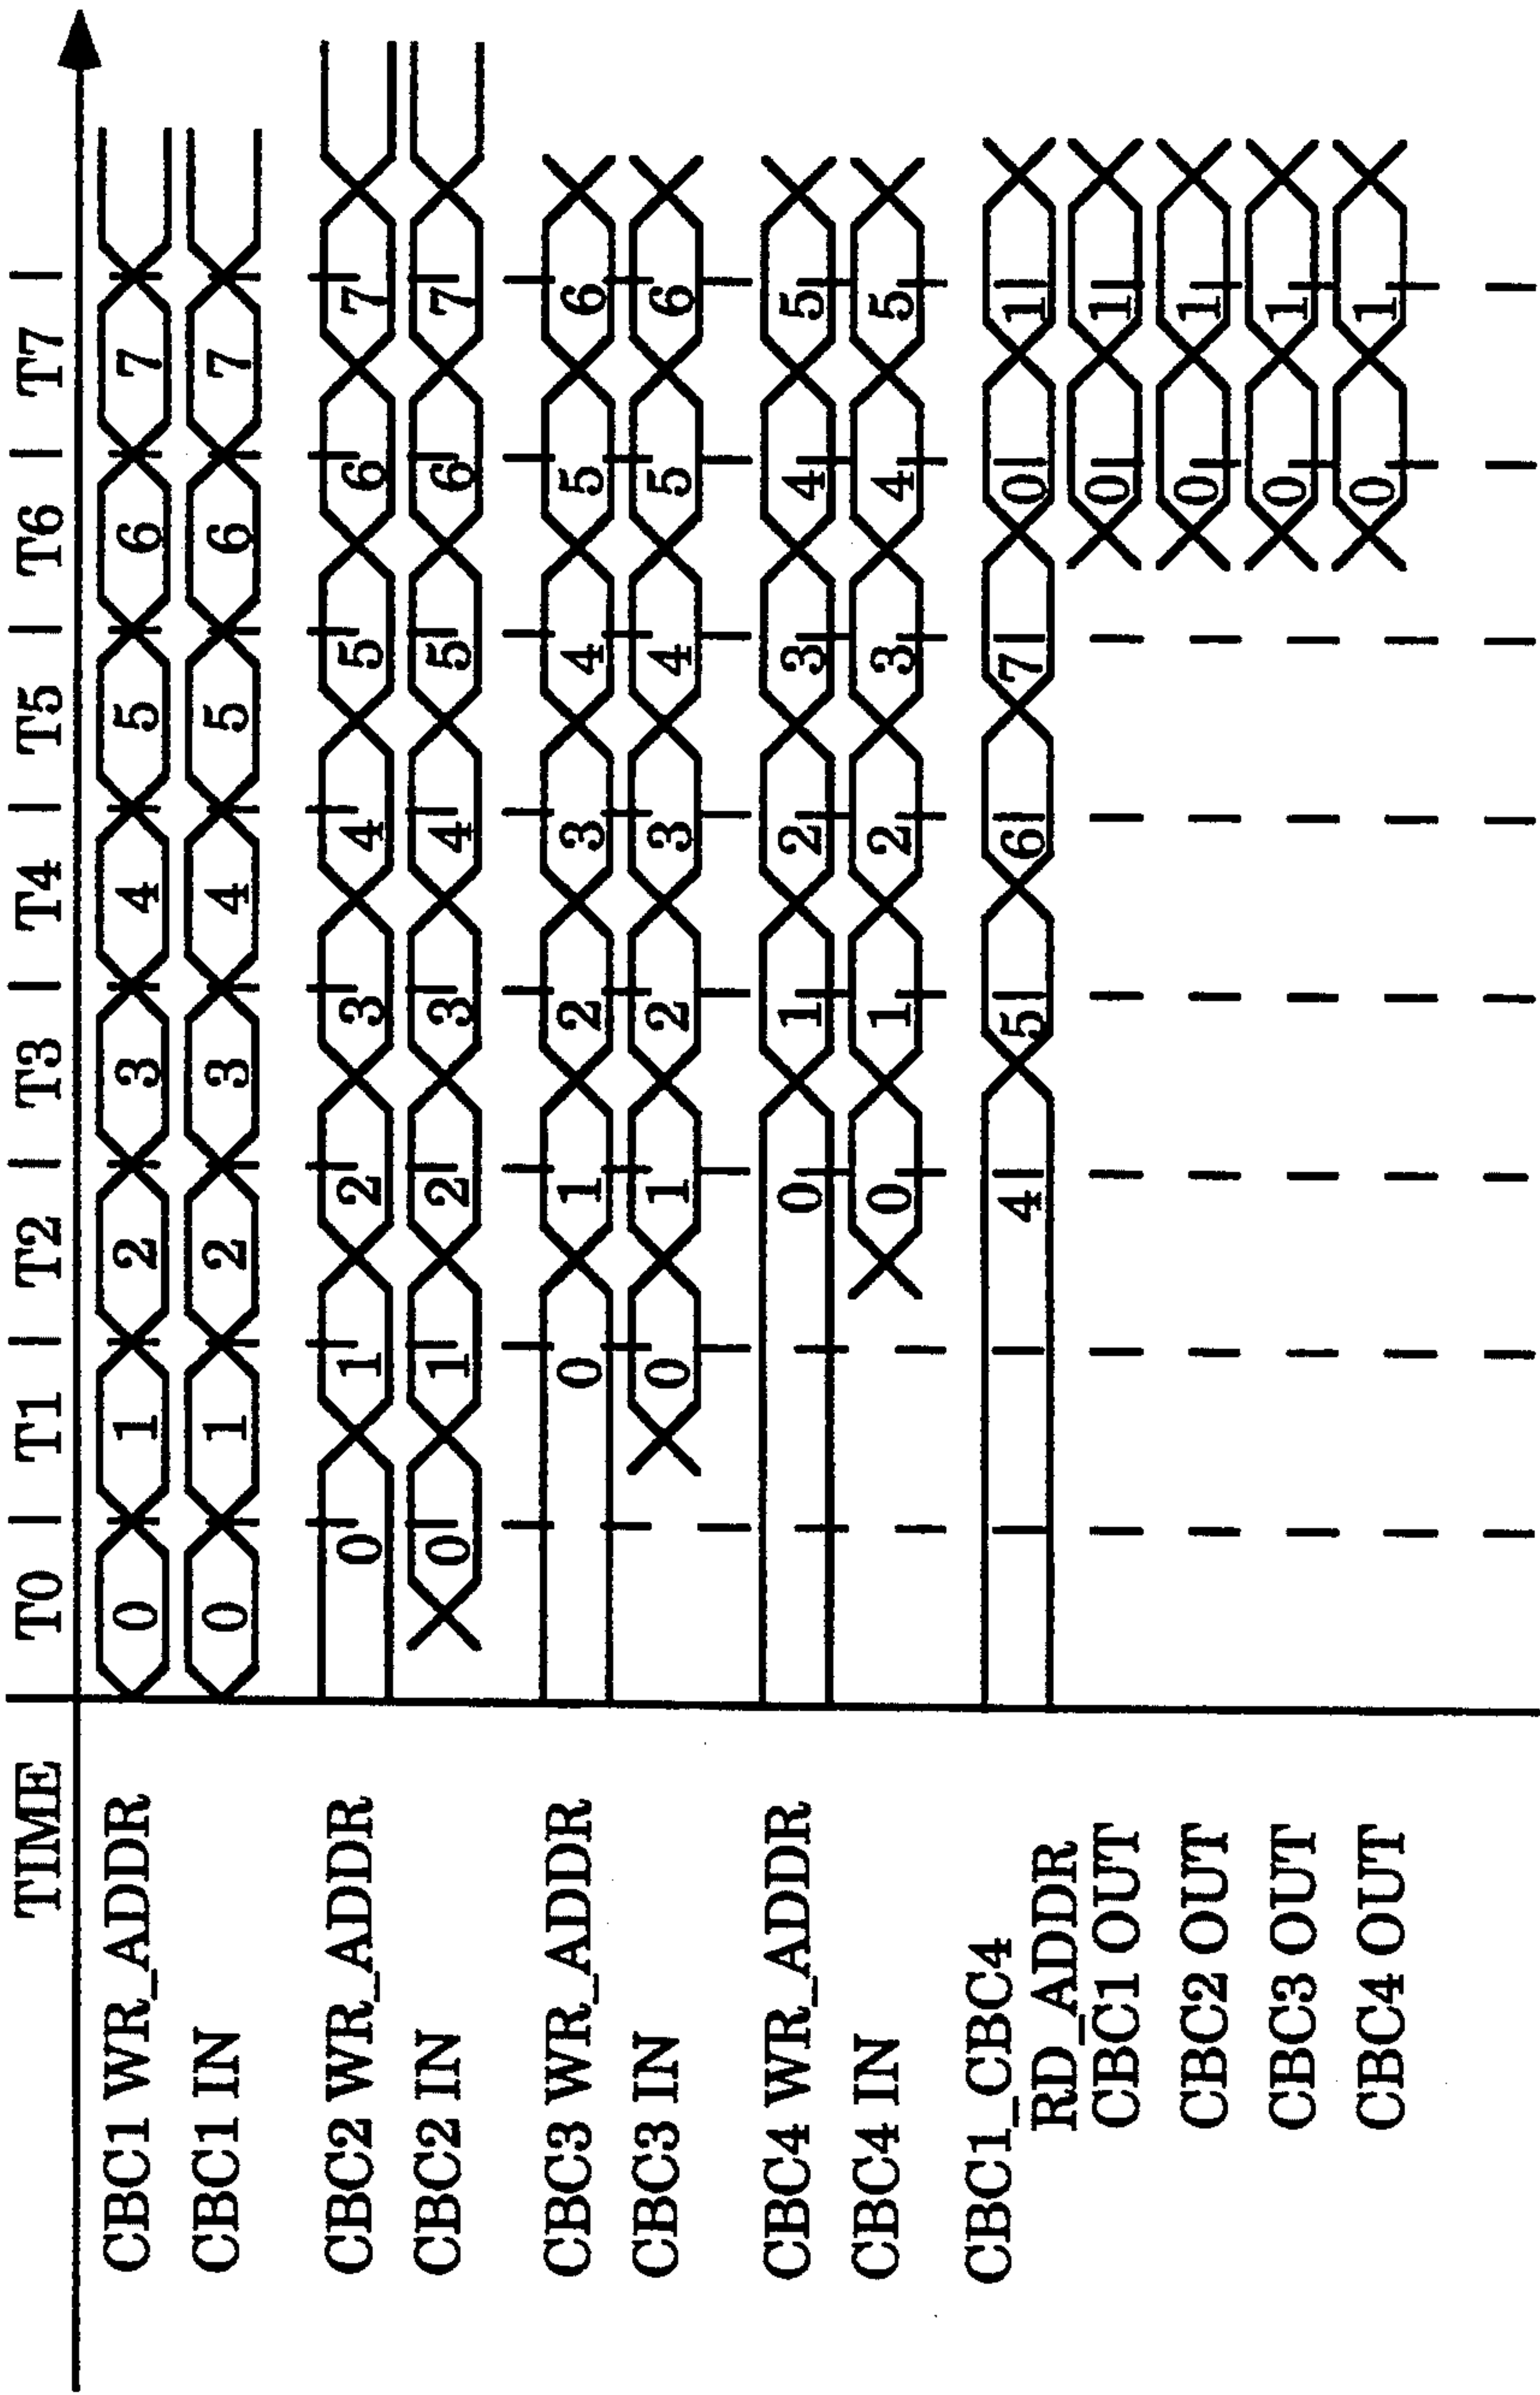 TIME T0 T1 T2 T3 T4 T5 T6 T7
CBC1 WR_ADDR 0 1 2 3 4 5 6 7
CBC1 IN 0 1 2 3 4 5 6 7
CBC2 WR_ADDR 0 1 2 3 4 5 6 7
CBC2 IN 0 1 2 3 4 5 6 7
CBC3 WR_ADDR 0 1 2 3 4 5 6
CBC3 IN 0 1 2 3 4 5 6
CBC4 WR_ADDR 0 1 2 3 4 5
CBC4 IN 0 1 2 3 4 5
CBC1_CBC4 4 5 6 7 0 1
RD_ADDR
CBC1 OUT 0 1
CBC2 OUT 0 1
CBC3 OUT 0 1
CBC4 OUT 0 1